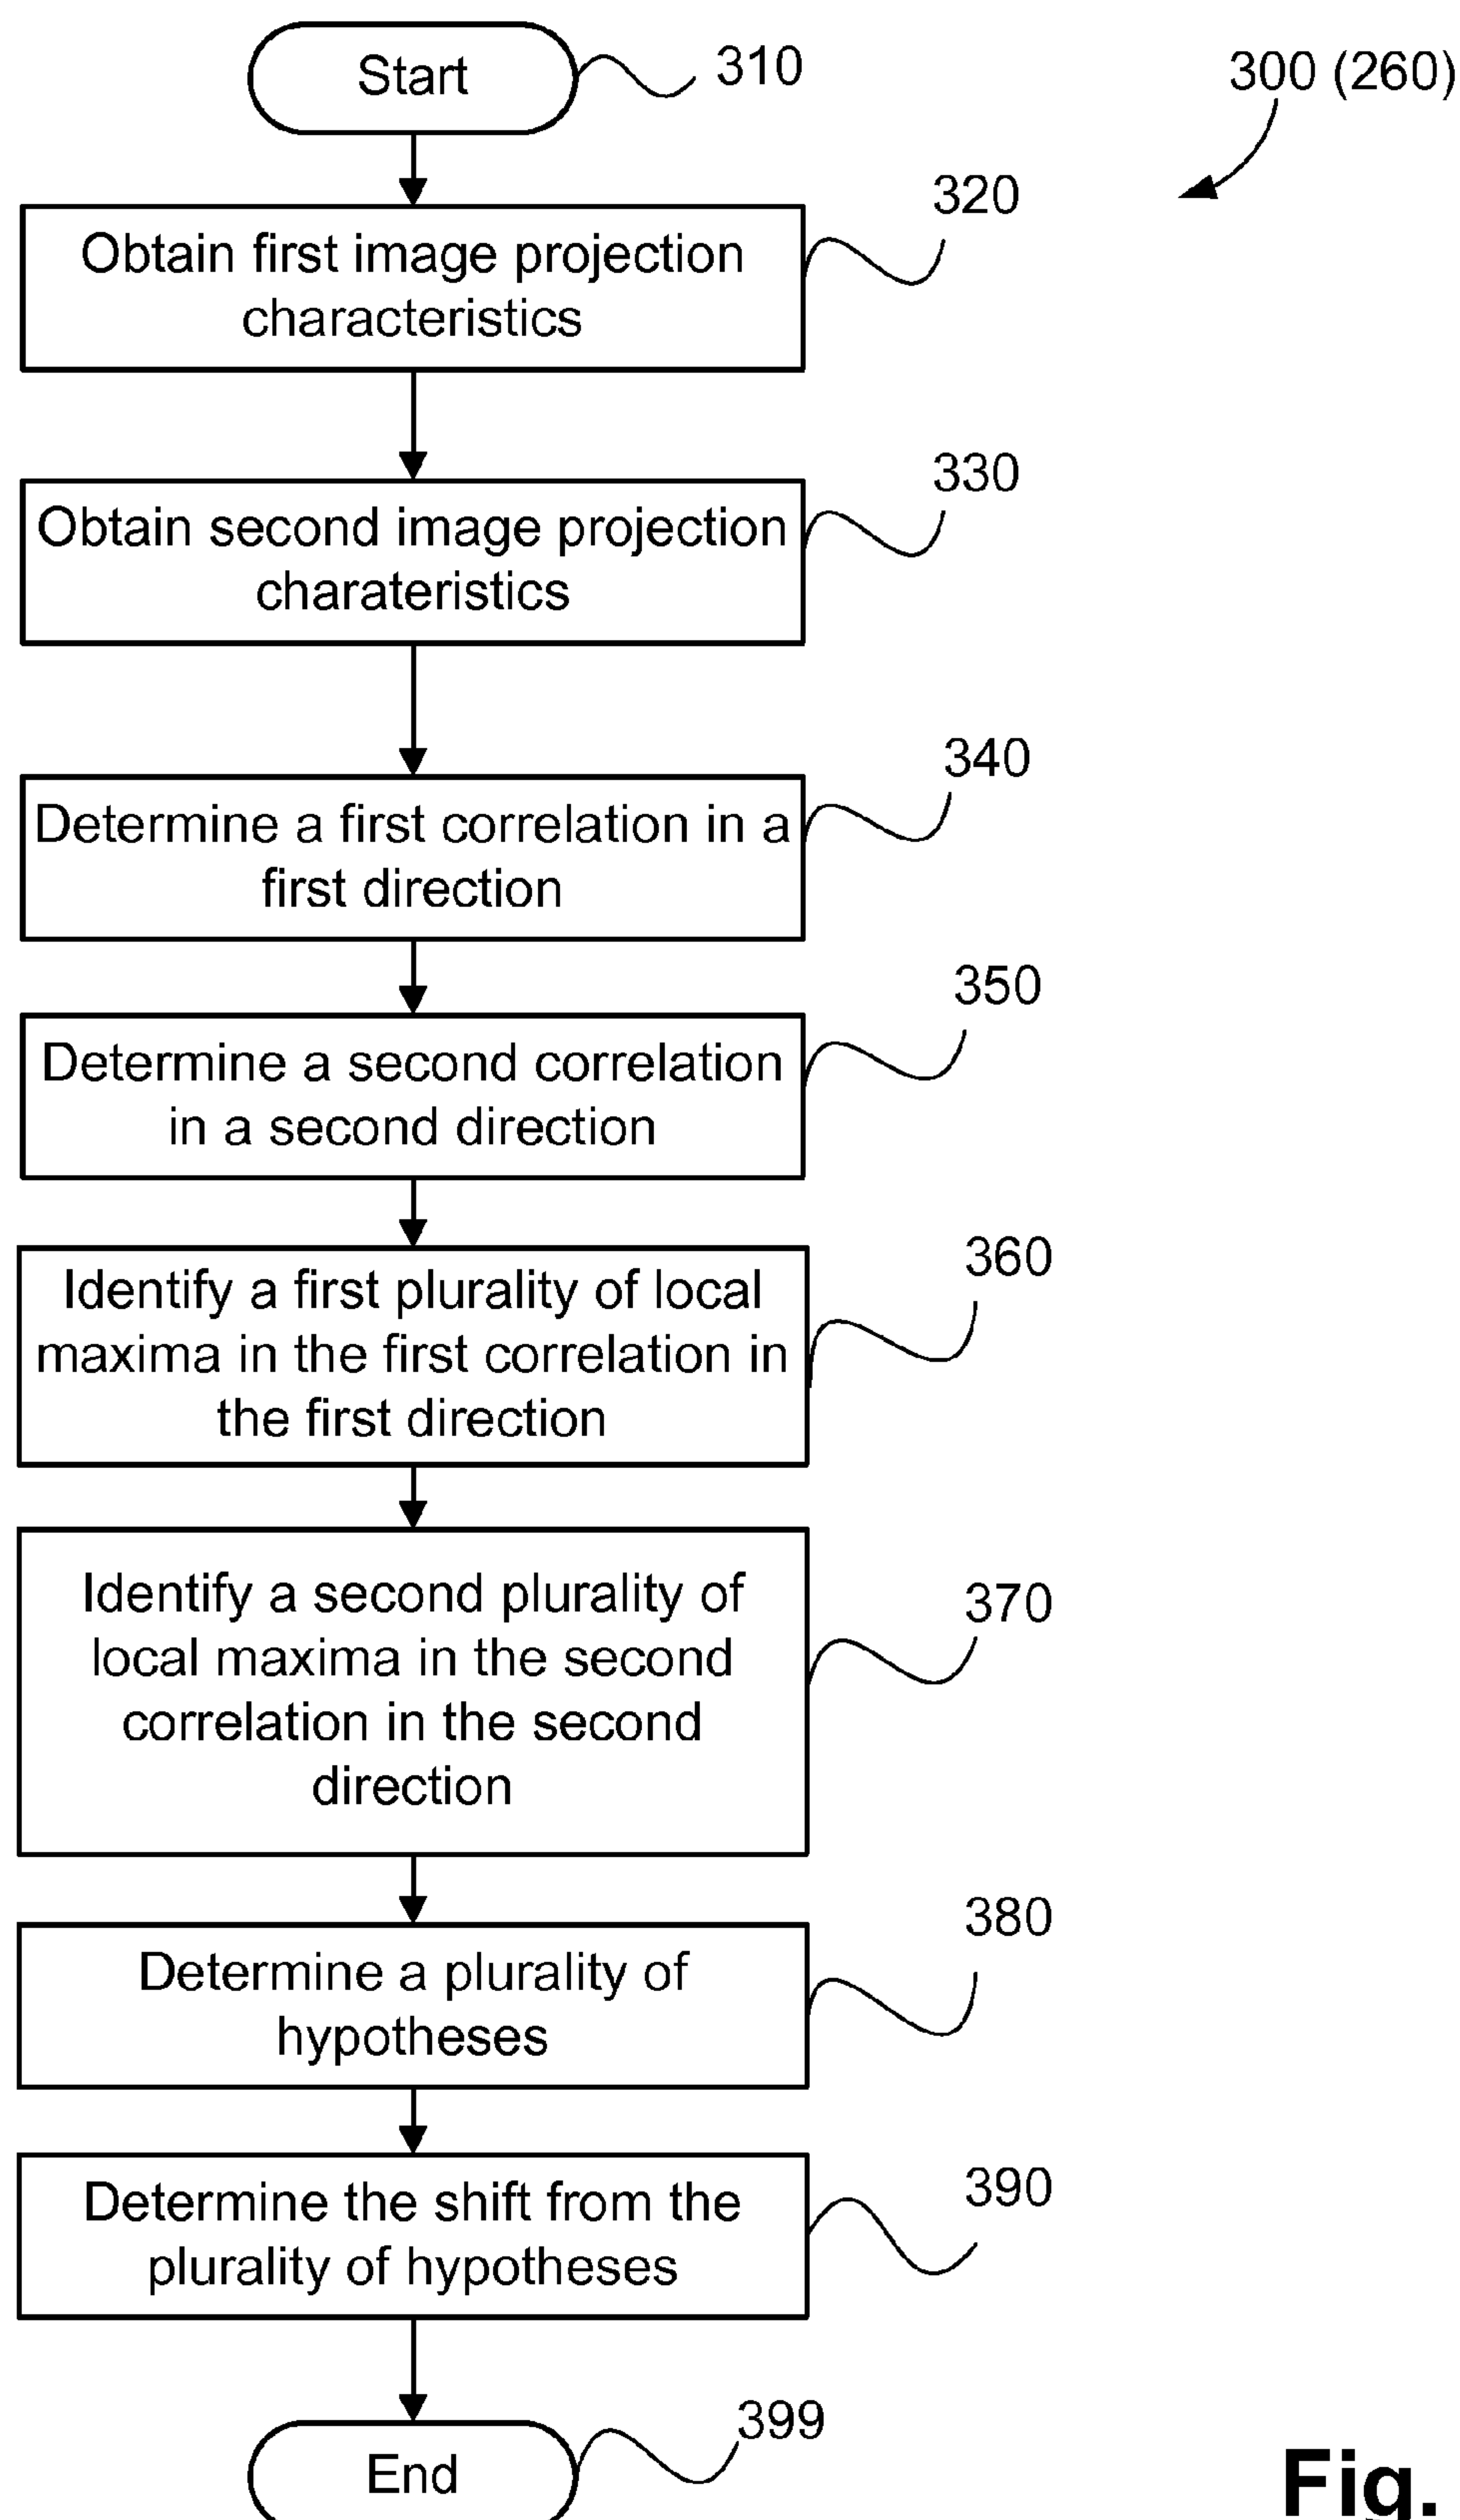 Start
310
300 (260)
320
Obtain first image projection
characteristics
330
Obtain second image projection
charateristics
340
Determine a first correlation in a
first direction
350
Determine a second correlation
in a second direction
360
Identify a first plurality of local
maxima in the first correlation in
the first direction
370
Identify a second plurality of
local maxima in the second
correlation in the second
direction
380
Determine a plurality of
hypotheses
390
Determine the shift from the
plurality of hypotheses
399
End
Fig.